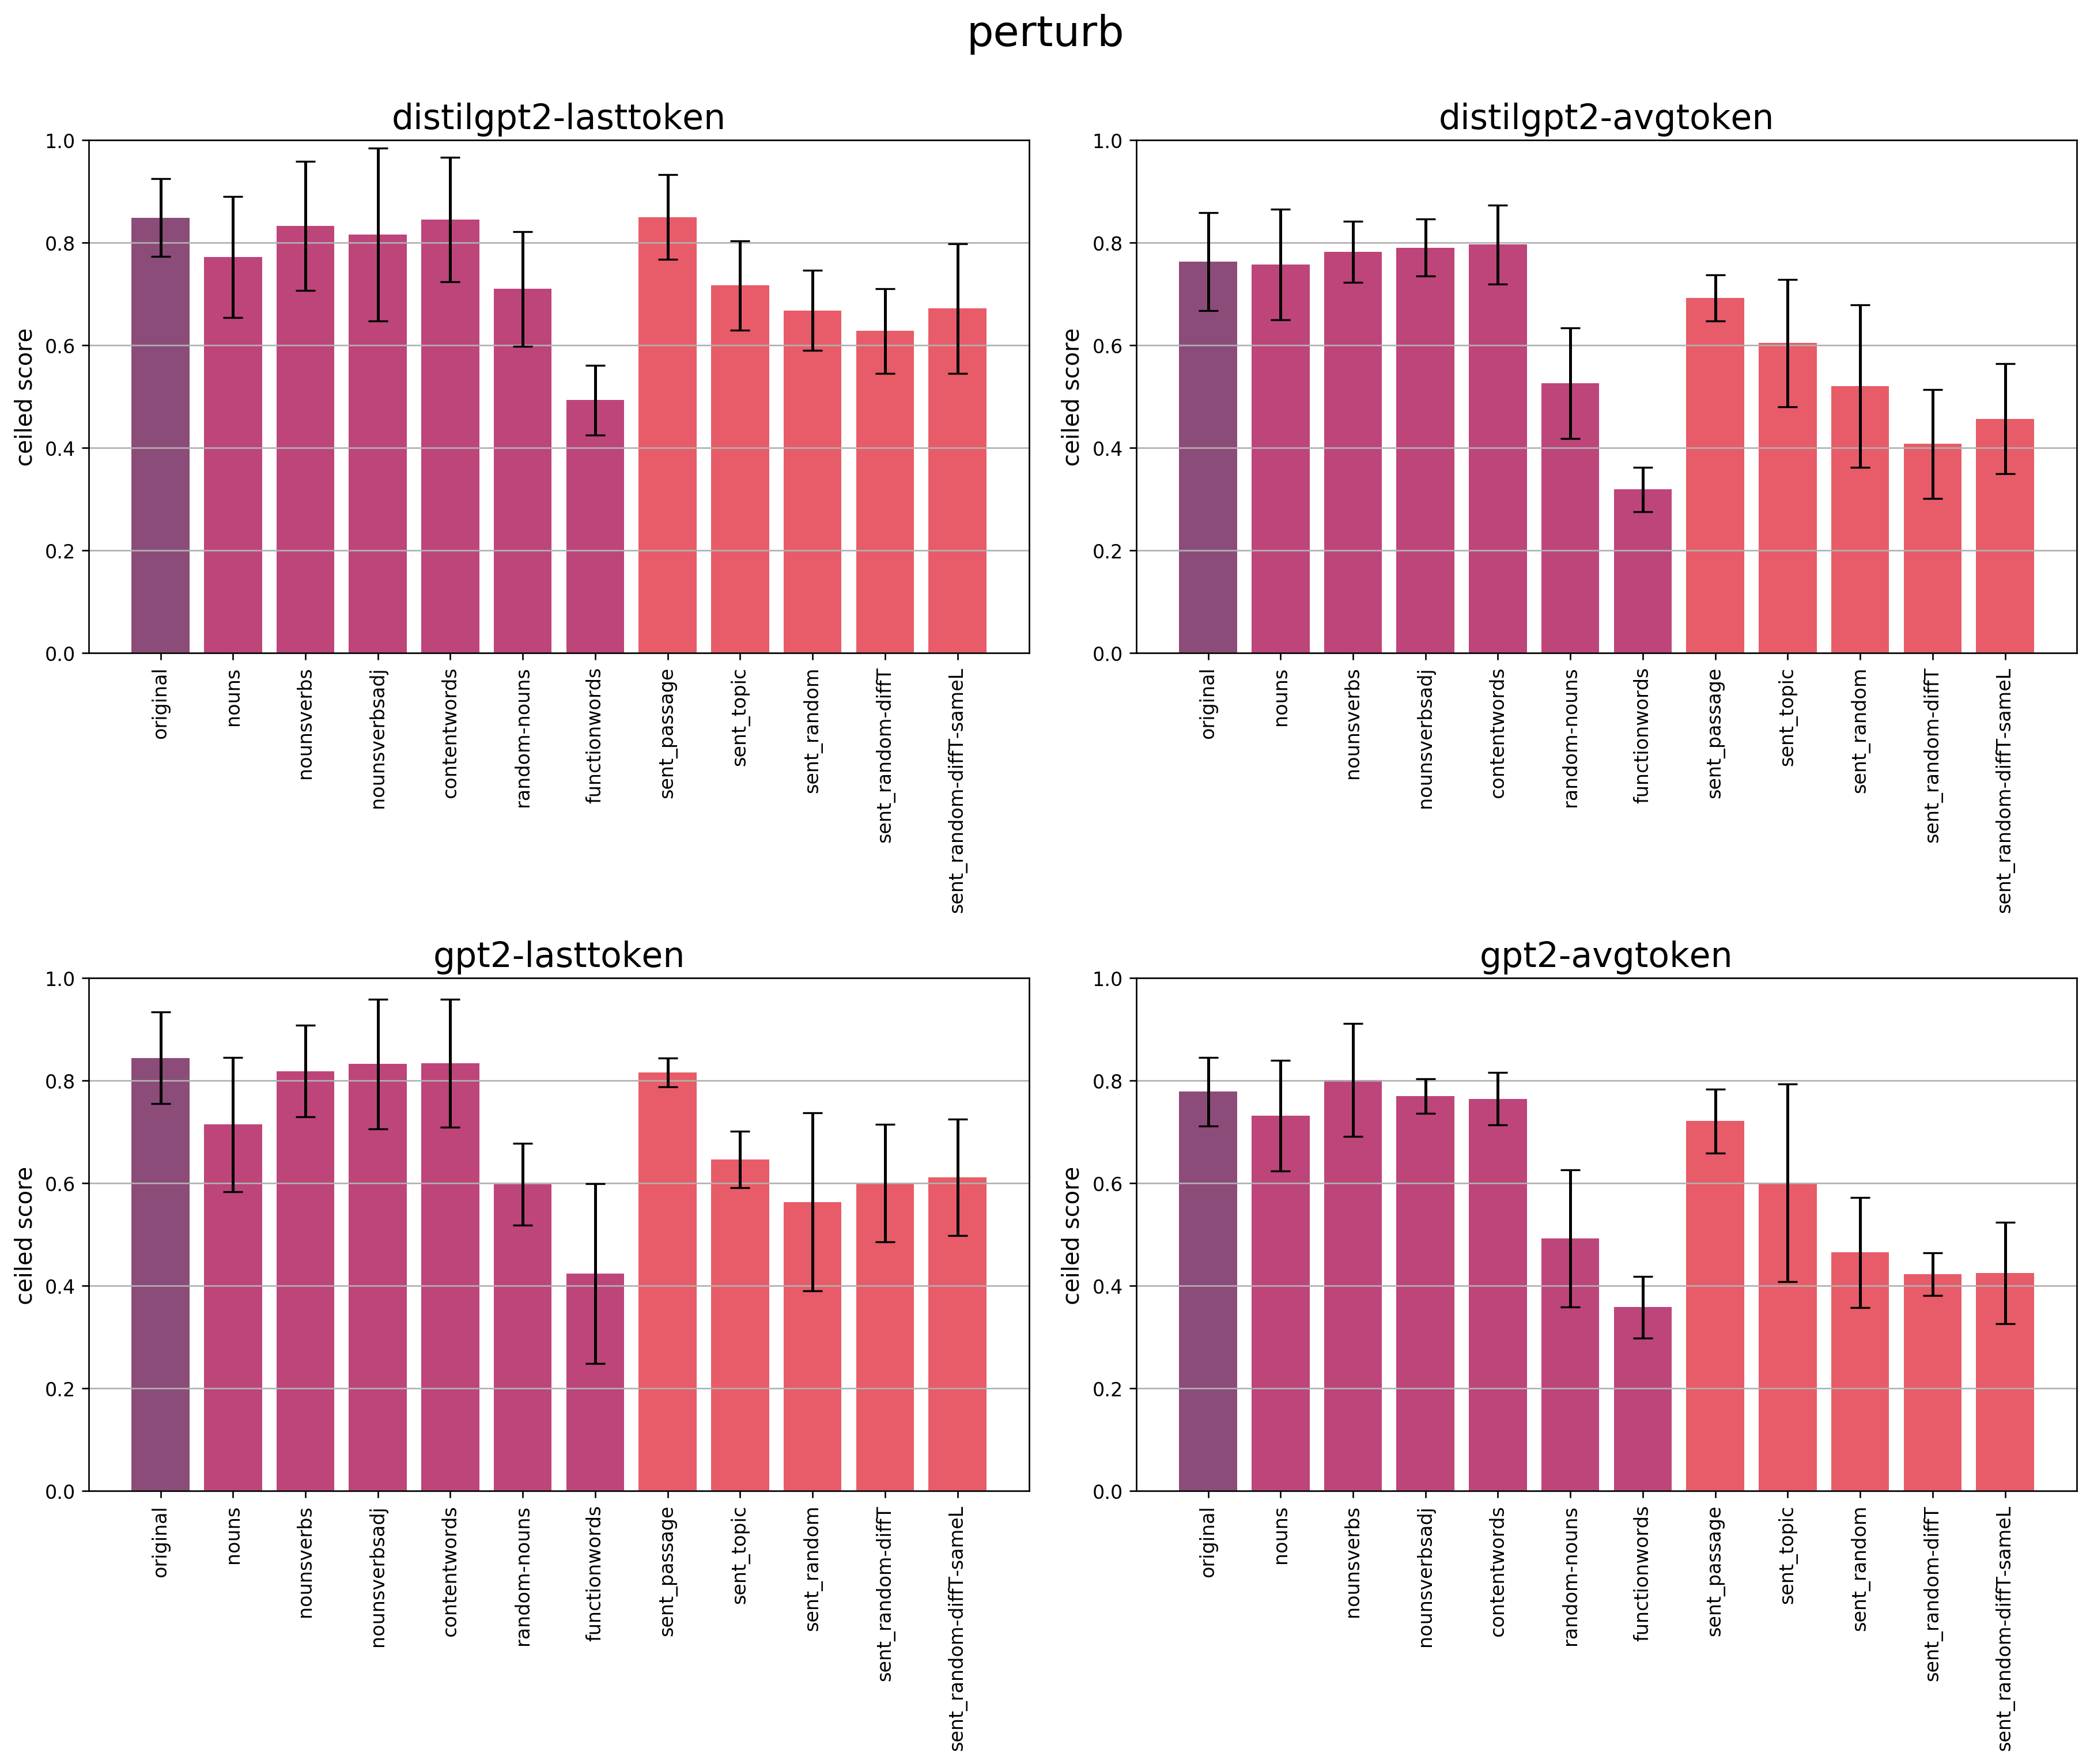 perturb
distilgpt2-lasttoken
ceiled score
1.0
0.8
0.6
0.4
0.2
0.0
original
nouns
nounsverbs
nounsverbsadj
contentwords
random-nouns
functionwords
sent_passage
sent_topic
sent_random
sent_random-diffT
sent_random-diffT-sameL
distilgpt2-avgtoken
ceiled score
1.0
0.8
0.6
0.4
0.2
0.0
original
nouns
nounsverbs
nounsverbsadj
contentwords
random-nouns
functionwords
sent_passage
sent_topic
sent_random
sent_random-diffT
sent_random-diffT-sameL
gpt2-lasttoken
ceiled score
1.0
0.8
0.6
0.4
0.2
0.0
original
nouns
nounsverbs
nounsverbsadj
contentwords
random-nouns
functionwords
sent_passage
sent_topic
sent_random
sent_random-diffT
sent_random-diffT-sameL
gpt2-avgtoken
ceiled score
1.0
0.8
0.6
0.4
0.2
0.0
original
nouns
nounsverbs
nounsverbsadj
contentwords
random-nouns
functionwords
sent_passage
sent_topic
sent_random
sent_random-diffT
sent_random-diffT-sameL